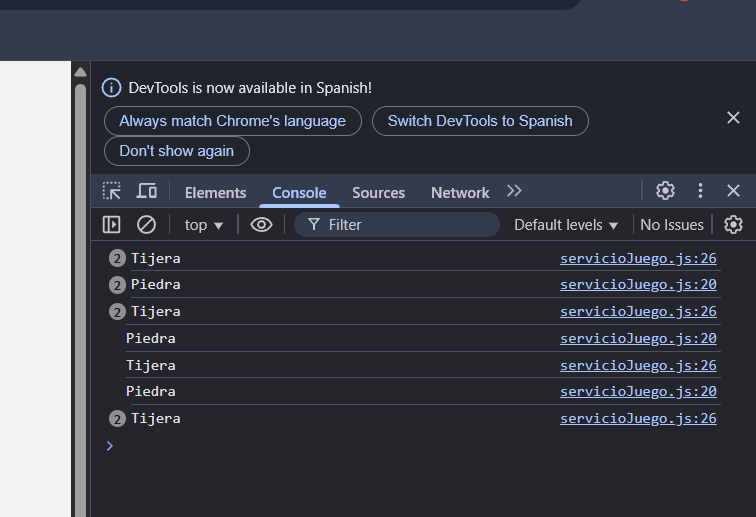 DevTools is now available in Spanish!
Always match Chrome's language Switch DevTools to Spanish
Don't show again
Elements Console Sources Network
top Filter Default levels No Issues
2 Tijera servicioJuego.js:26
2 Piedra servicioJuego.js:20
2 Tijera servicioJuego.js:26
Piedra servicioJuego.js:20
Tijera servicioJuego.js:26
Piedra servicioJuego.js:20
2 Tijera servicioJuego.js:26